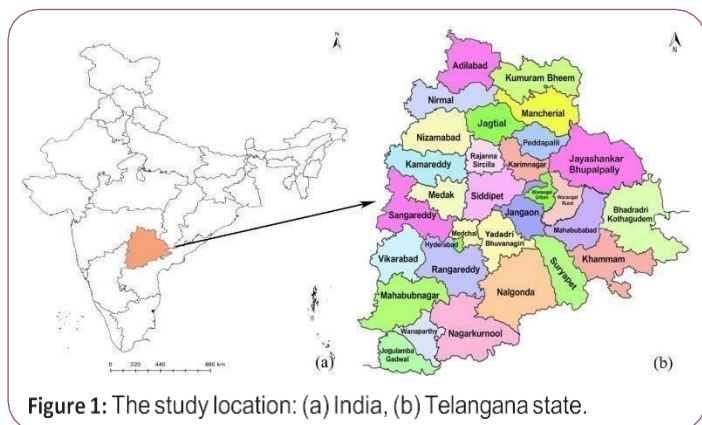 N
N
Adilabad
Kumuram Bheem
Nirmal
Mancherial
Jagtial
Nizamabad
Peddapalli
Rajanna
Sircilla
Karimnagar
Jayashankar
Bhupalpally
Kamareddy
Warangal
Urban
Warangal
Rural
Medak
Siddipet
Sangareddy
Jangaon
Bhadradri
Kothagudem
Mahabubabad
Medcha
Yadadri
Bhuvanagiri
Hyderabad
Khammam
Vikarabad
Suryapet
Rangareddy
Nalgonda
Mahabubnagar
Wanaparthy
Nagarkurnool
Jogulamba
Gadwal
(a)
(b)
0 220 440 880 km
Figure 1: The study location: (a) India, (b) Telangana state.